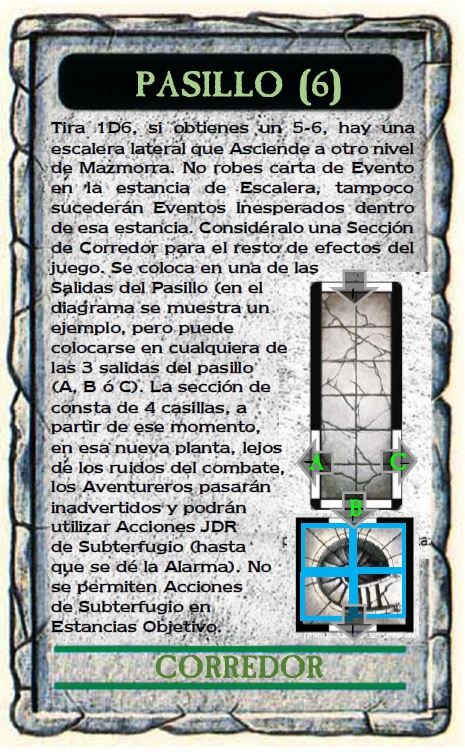 PASILLO (6)
Tira 1D6, si obtienes un 5-6, hay una
escalera lateral que Asciende a otro nivel
de Mazmorra. No robes carta de Evento
en la estancia de Escalera, tampoco
sucederán Eventos Inesperados dentro
de esa estancia. Considéralo una Sección
de Corredor para el resto de efectos del
juego. Se coloca en una de las
Salidas del Pasillo (en el
diagrama se muestra un
ejemplo, pero puede
colocarse en cualquiera de
las 3 salidas del pasillo
(A, B ó C). La sección de
consta de 4 casillas, a
partir de ese momento,
en esa nueva planta, lejos
de los ruidos del combate,
los Aventureros pasarán
inadvertidos y podrán
utilizar Acciones JDR
de Subterfugio (hasta
que se dé la Alarma). No
se permiten Acciones
de Subterfugio en
Estancias Objetivo.
A
C
B
CORREDOR